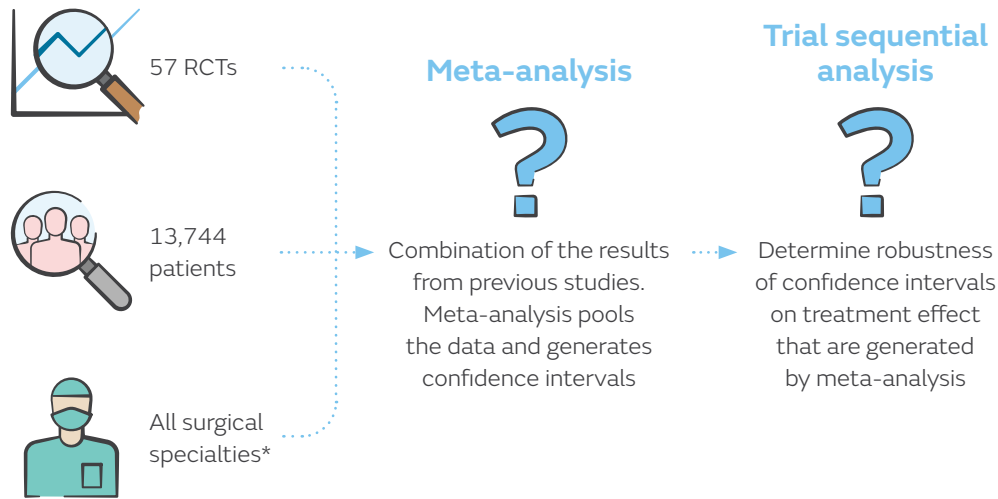 57 RCTs
13,744
patients
All surgical
specialties*
Meta-analysis
?
Combination of the results
from previous studies.
Meta-analysis pools
the data and generates
confidence intervals
Trial sequential
analysis
?
Determine robustness
of confidence intervals
on treatment effect
that are generated
by meta-analysis